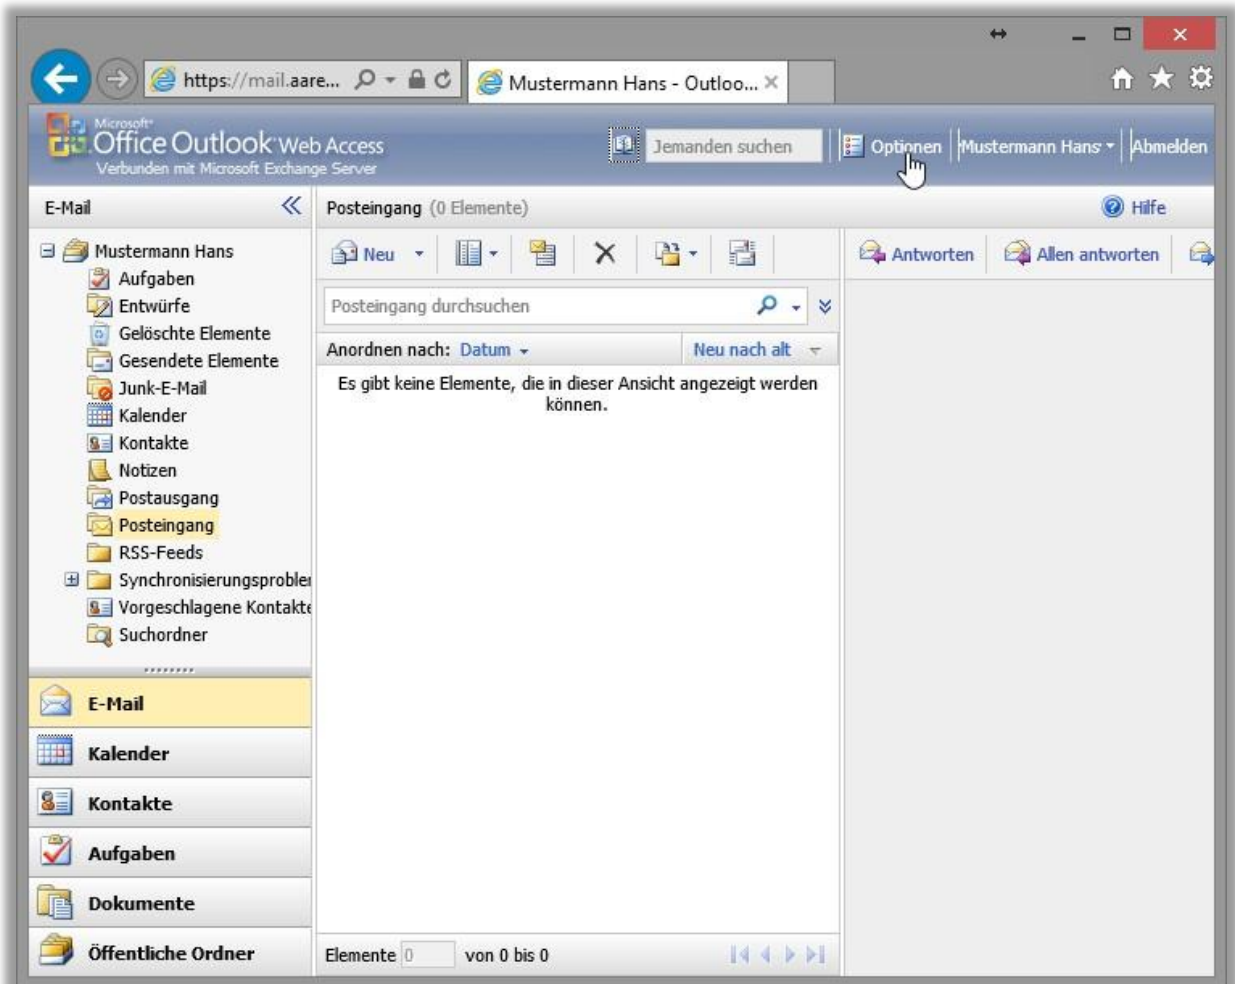 https://mail.aare...
Mustermann Hans - Outloo...
Microsoft®
Office Outlook Web Access
Verbunden mit Microsoft Exchange Server
Jemanden suchen
Optionen
Mustermann Hans
Abmelden
E-Mail
Posteingang (0 Elemente)
Hilfe
Mustermann Hans
Aufgaben
Entwürfe
Gelöschte Elemente
Gesendete Elemente
Junk-E-Mail
Kalender
Kontakte
Notizen
Postausgang
Posteingang
RSS-Feeds
Synchronisierungsproble
Vorgeschlagene Kontakte
Suchordner
E-Mail
Kalender
Kontakte
Aufgaben
Dokumente
Öffentliche Ordner
Neu
Posteingang durchsuchen
Anordnen nach: Datum
Neu nach alt
Es gibt keine Elemente, die in dieser Ansicht angezeigt werden
können.
Elemente 0 von 0 bis 0
Antworten
Allen antworten